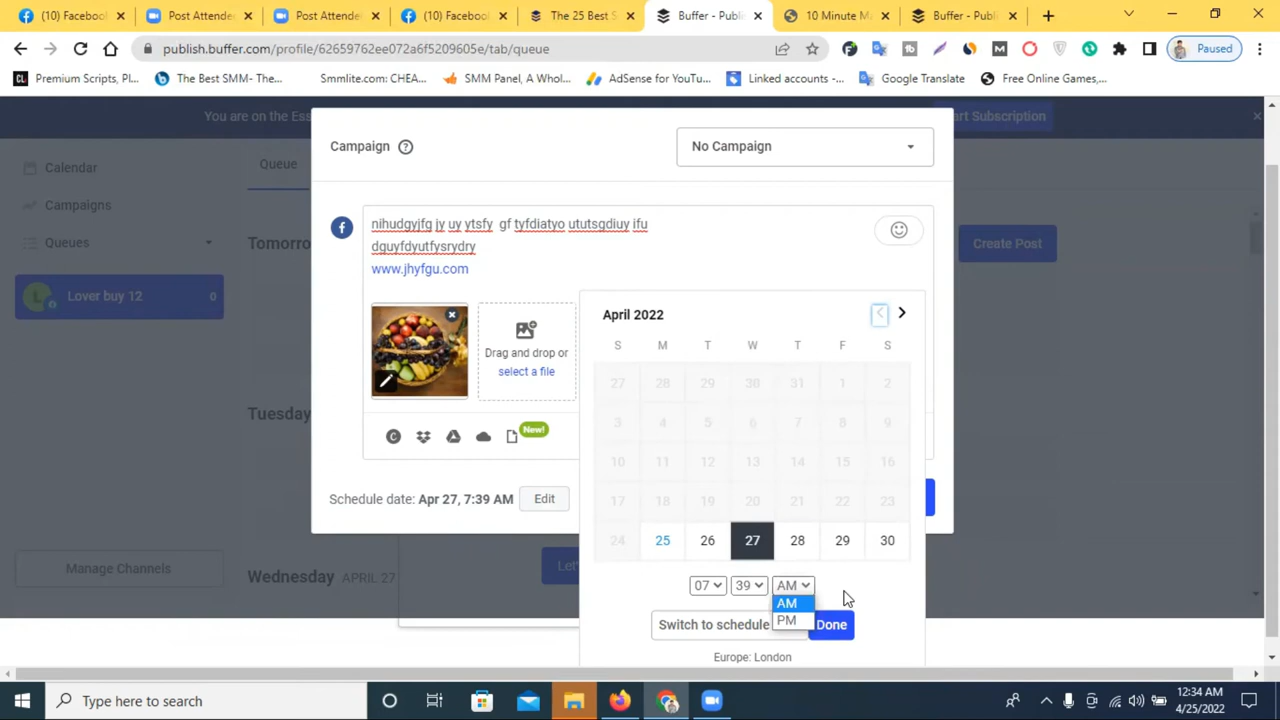 (10) Facebook
Post Attende
Post Attende
(10) Facebook
The 25 Best S
Buffer - Publi
10 Minute M
Buffer - Publi
publish.buffer.com/profile/62659762ee072a6f5209605e/tab/queue
Paused
Premium Scripts, Pl...
The Best SMM- The...
Smmlite.com: CHEA...
SMM Panel, A Whol...
AdSense for YouTu...
Linked accounts -...
Google Translate
Free Online Games,...
You are on the Ess
art Subscription
Calendar
Campaigns
Queues
Lover buy 12
0
Manage Channels
Queue
Tomorro
Tuesday
Wednesday APRIL 27
Create Post
Let'
Campaign ?
No Campaign
nihudgyjfg jy uy ytsfy gf tyfdiatyo ututsgdiuy ifu
dguyfdyutfysrydry
www.jhyfgu.com
Drag and drop or
select a file
New!
Schedule date: Apr 27, 7:39 AM
Edit
April 2022
S M T W T F S
27 28 29 30 31 1 2
3 4 5 6 7 8 9
10 11 12 13 14 15 16
17 18 19 20 21 22 23
24 25 26 27 28 29 30
07 39 AM
AM
PM
Switch to schedule
Done
Europe: London
Type here to search
12:34 AM
4/25/2022